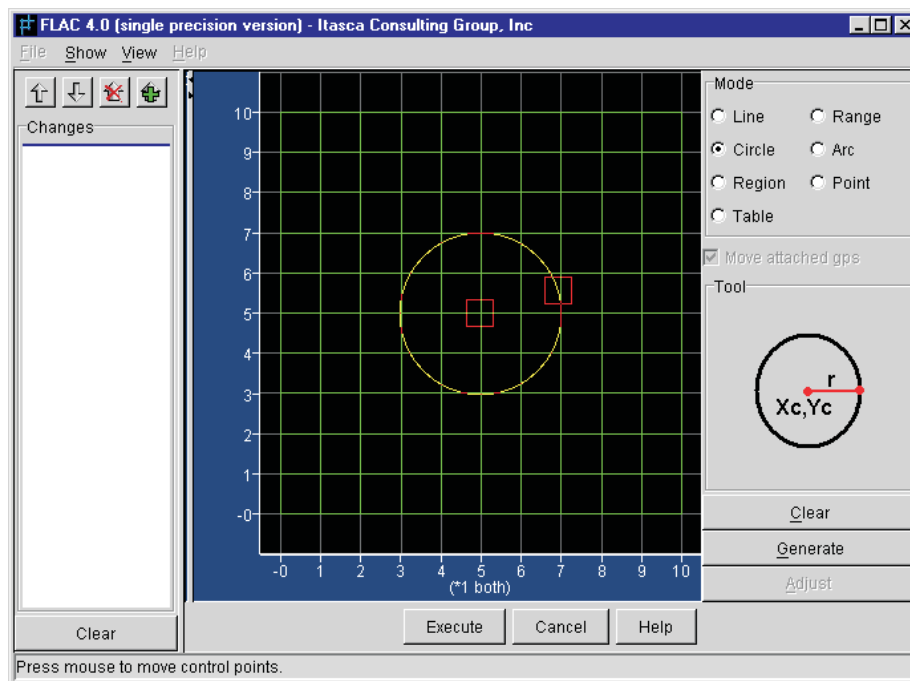 FLAC 4.0 (single precision version) - Itasca Consulting Group, Inc
File Show View Help
Changes
Clear
10
9
8
7
6
5
4
3
2
1
-0
-0 1 2 3 4 5 6 7 8 9 10
(*1 both)
Mode
Line Range
Circle Arc
Region Point
Table
Move attached gps
Tool
r
Xc,Yc
Clear
Generate
Adjust
Execute Cancel Help
Press mouse to move control points.